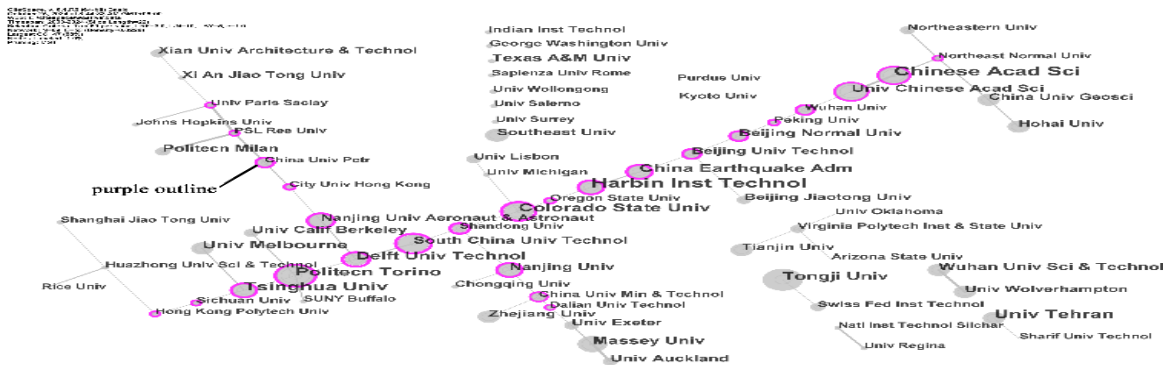 Indian Inst Technol
George Washington Univ
Texas A&M Univ
Sapienza Univ Rome
Univ Wollongong
Univ Salerno
Univ Surrey
Southeast Univ
Purdue Univ
Kyoto Univ
Northeastern Univ
Northeast Normal Univ
Chinese Acad Sci
Univ Chinese Acad Sci
China Univ Geosci
Hohai Univ
Wuhan Univ
Peking Univ
Beijing Normal Univ
Beijing Univ Technol
China Earthquake Adm
Harbin Inst Technol
Oregon State Univ
Colorado State Univ
Beijing Jiaotong Univ
Xian Univ Architecture & Technol
Xi An Jiao Tong Univ
Univ Paris Saclay
Johns Hopkins Univ
PSL Res Univ
Politecn Milan
China Univ Petr
purple outline
City Univ Hong Kong
Univ Lisbon
Univ Michigan
Shanghai Jiao Tong Univ
Nanjing Univ Aeronaut & Astronaut
Univ Calif Berkeley
Shandong Univ
Univ Melbourne
South China Univ Technol
Delft Univ Technol
Huazhong Univ Sci & Technol
Politecn Torino
Nanjing Univ
Rice Univ
Tsinghua Univ
Chongqing Univ
Sichuan Univ
SUNY Buffalo
Hong Kong Polytech Univ
China Univ Min & Technol
Dalian Univ Technol
Zhejiang Univ
Univ Exeter
Massey Univ
Univ Auckland
Univ Oklahoma
Virginia Polytech Inst & State Univ
Tianjin Univ
Arizona State Univ
Tongji Univ
Wuhan Univ Sci & Technol
Univ Wolverhampton
Swiss Fed Inst Technol
Univ Tehran
Natl Inst Technol Silchar
Sharif Univ Technol
Univ Regina